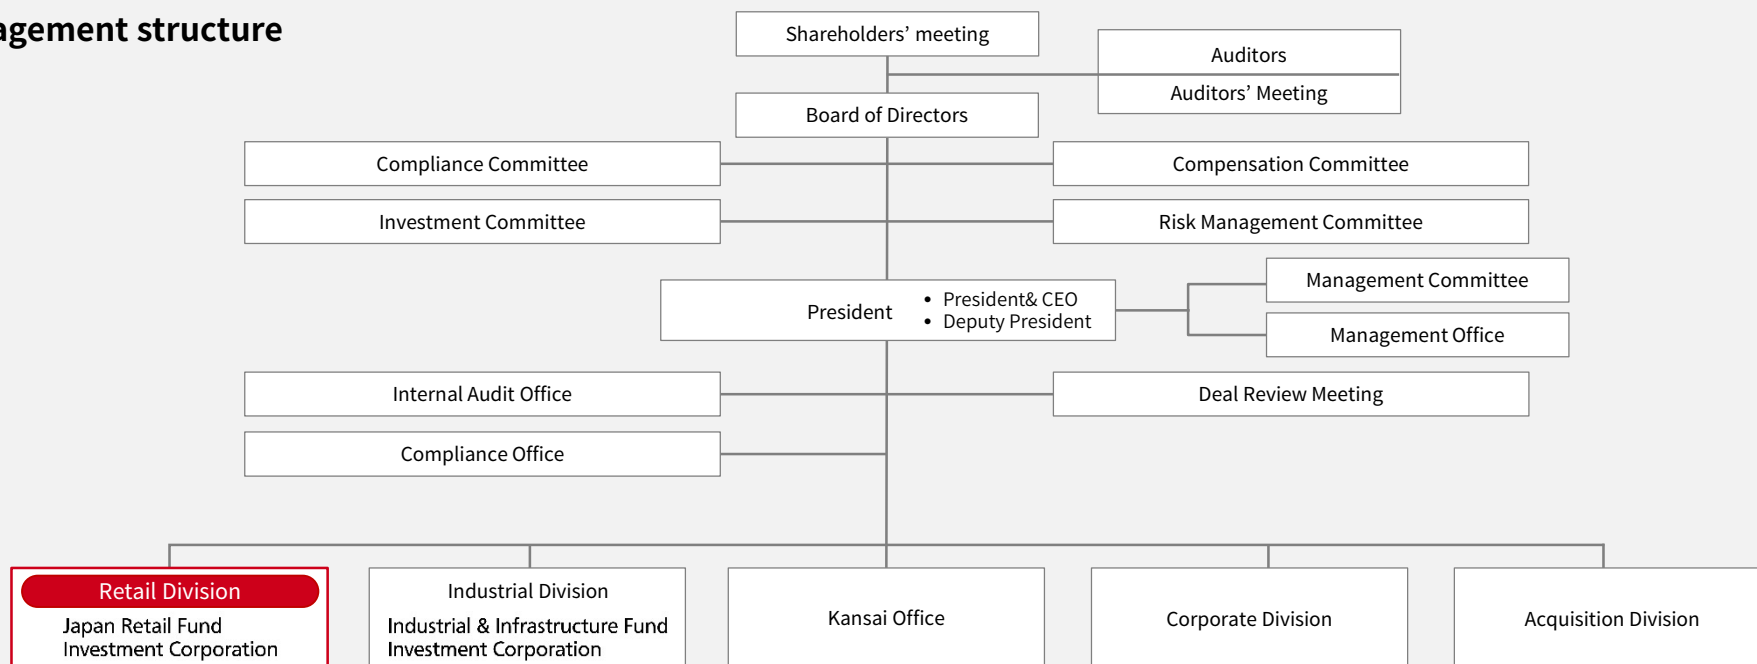 management structure
Shareholders’ meeting
Auditors
Auditors’ Meeting
Board of Directors
Compliance Committee
Compensation Committee
Investment Committee
Risk Management Committee
President
• President& CEO
• Deputy President
Management Committee
Management Office
Internal Audit Office
Deal Review Meeting
Compliance Office
Retail Division
Japan Retail Fund
Investment Corporation
Industrial Division
Industrial & Infrastructure Fund
Investment Corporation
Kansai Office
Corporate Division
Acquisition Division